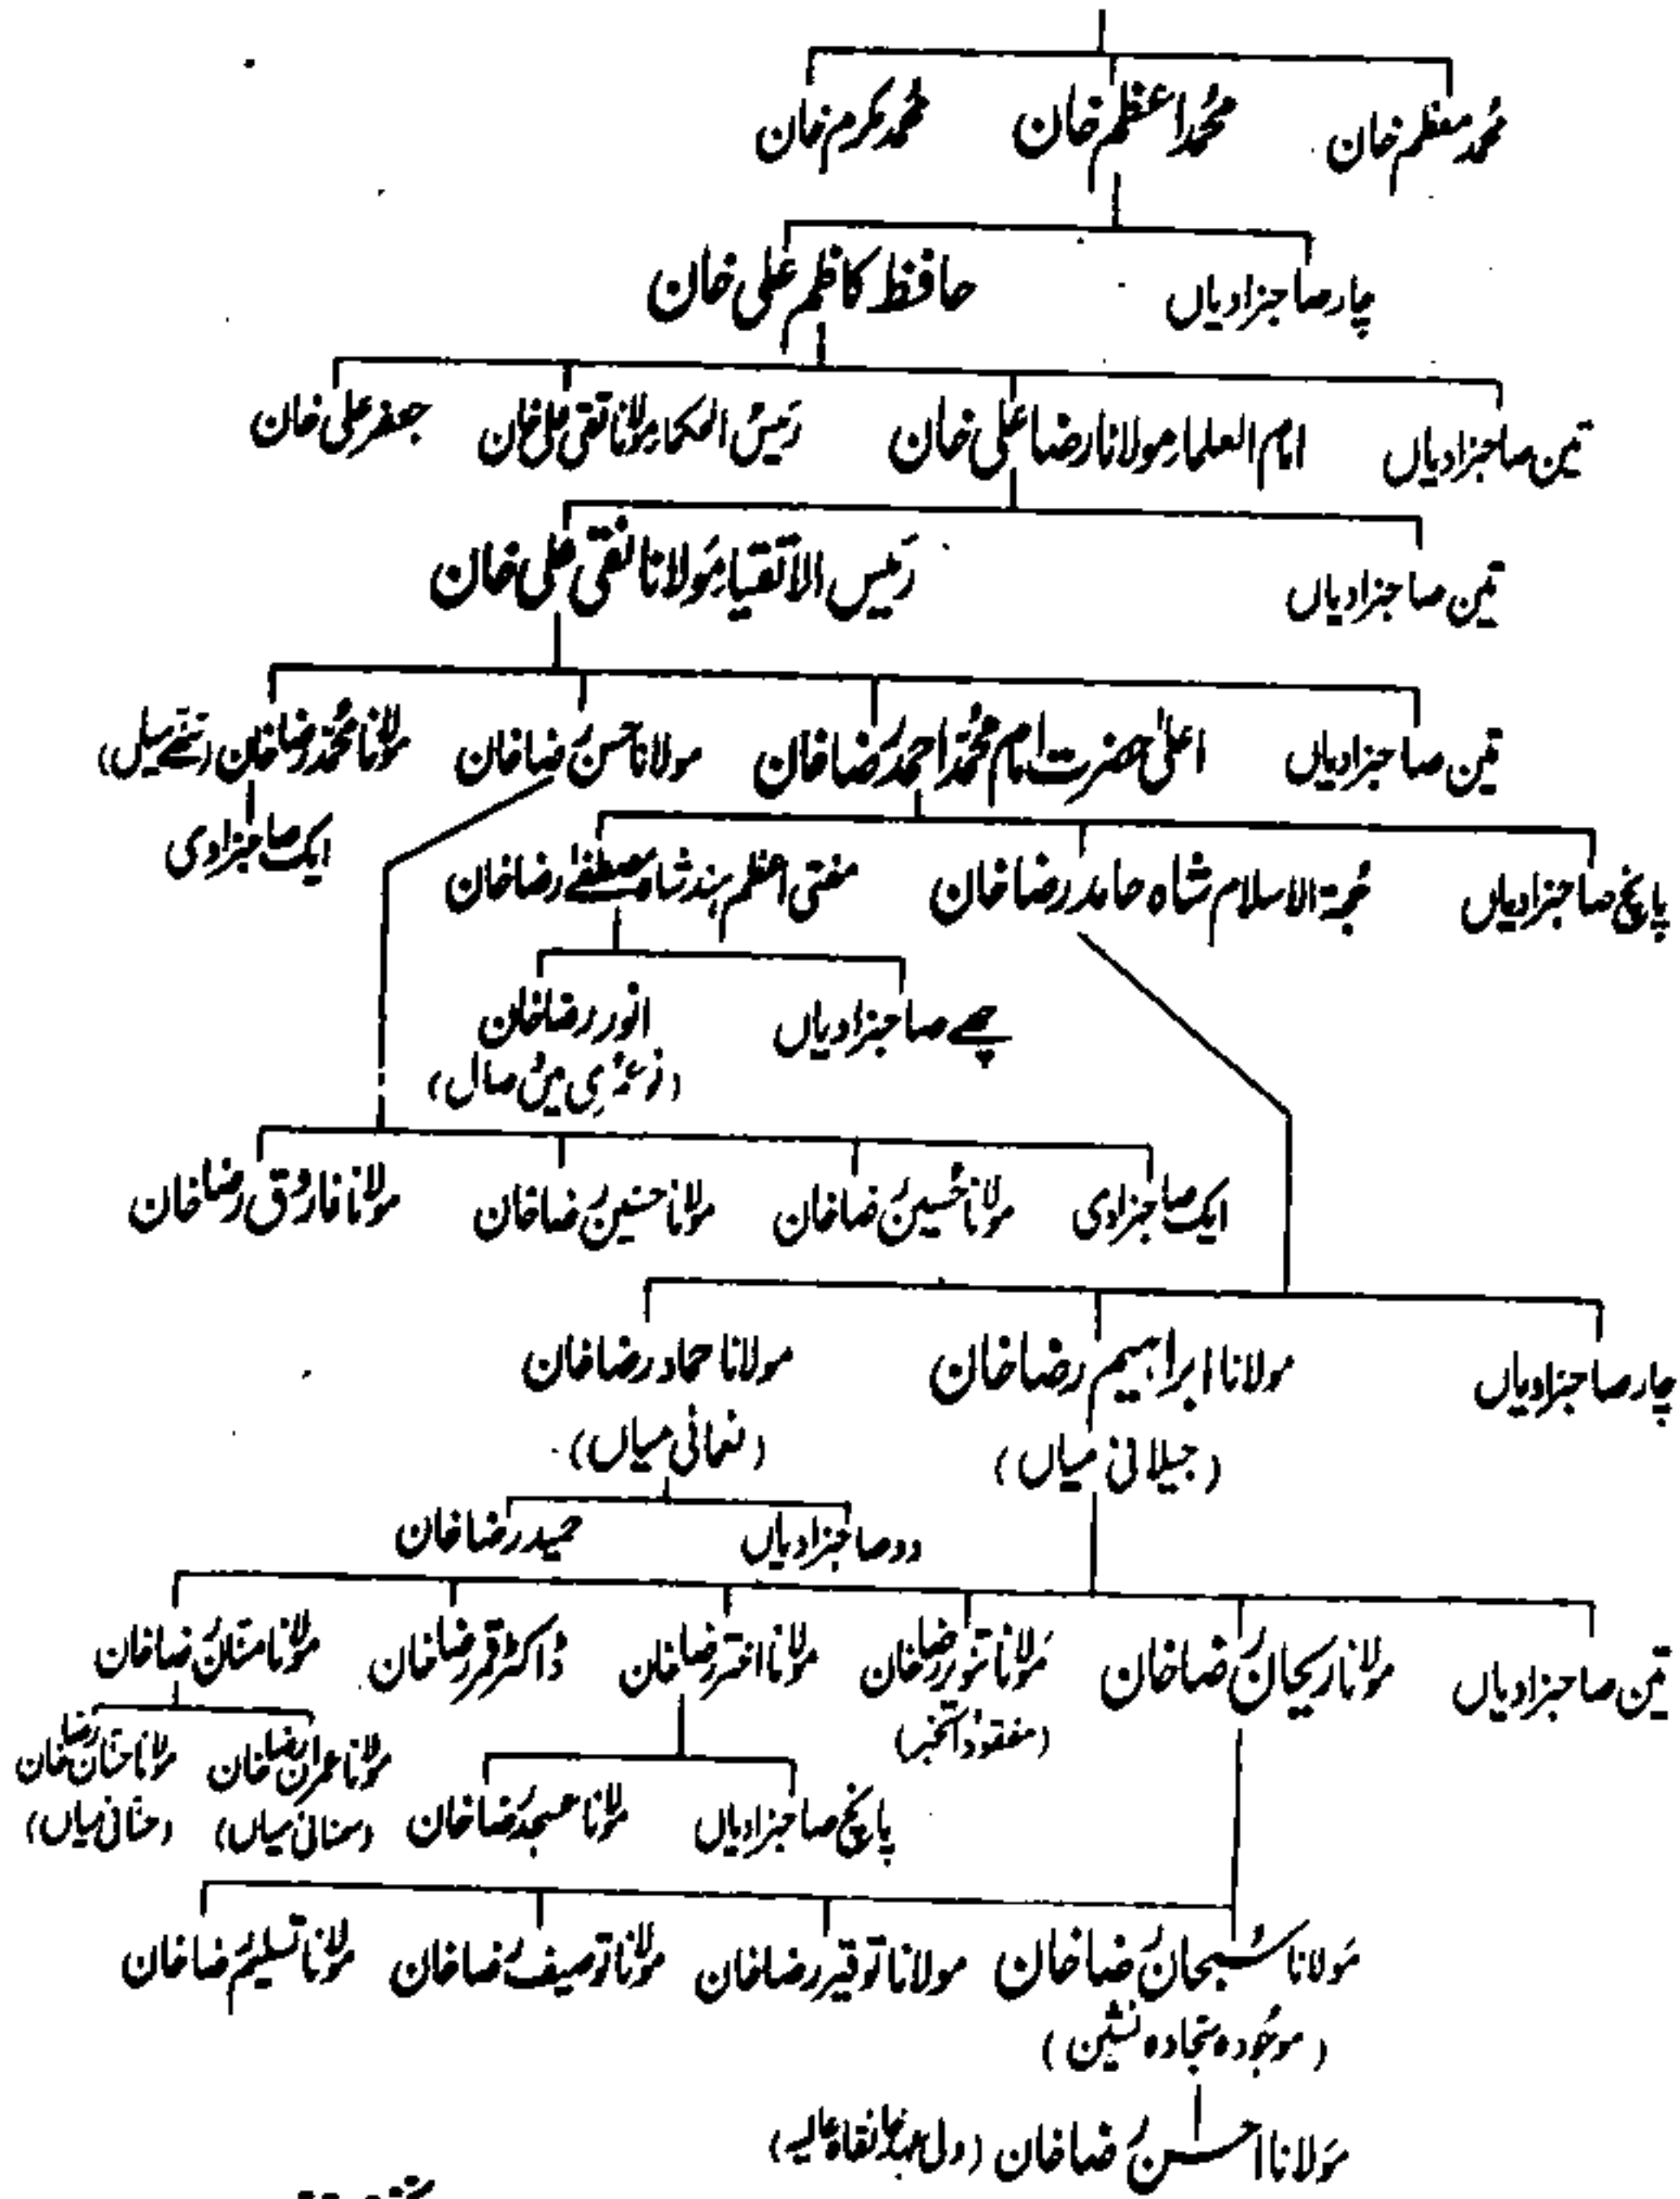 محمد معظم خان محمد اعظم خان محمد مکرم خان
چار صاحبزادیاں حافظ کاظم علی خان
تین صاحبزادیاں امام العلماء مولانا رضا علی خان رئیس الحکماء مولانا تقی علی خان جعفر علی خان
تین صاحبزادیاں رئیس الاتقیاء مولانا نقی علی خان
تین صاحبزادیاں اعلیٰ حضرت امام محمد احمد رضا خان مولانا حسن رضا خان مولانا محمد رضا خان (ننھے میاں)
ایک صاحبزادی
پانچ صاحبزادیاں حجۃ الاسلام شاہ حامد رضا خان مفتی اعظم ہند شاہ مصطفےٰ رضا خان
چھے صاحبزادیاں انور رضا خان
ایک صاحبزادی مولانا حسین رضا خان مولانا حسنین رضا خان مولانا فاروق رضا خان
چار صاحبزادیاں مولانا ابراہیم رضا خان مولانا حماد رضا خان
(جیلانی میاں) (نعمانی میاں)
دو صاحبزادیاں حمید رضا خان
تین صاحبزادیاں مولانا ریحان رضا خان مولانا تنویر رضا خان مولانا اختر رضا خان ڈاکٹر قمر رضا خان مولانا منان رضا خان
(مفقود الخبر)
مولانا عمران رضا خان مولانا حنان رضا خان
پانچ صاحبزادیاں مولانا عسجد رضا خان (سمنانی میاں) (حنانی میاں)
مولانا سبحان رضا خان مولانا توقیر رضا خان مولانا توصیف رضا خان مولانا تسلیم رضا خان
(موجودہ سجادہ نشین)
مولانا احسن رضا خان (ولی عہد خانقاہ عالیہ)